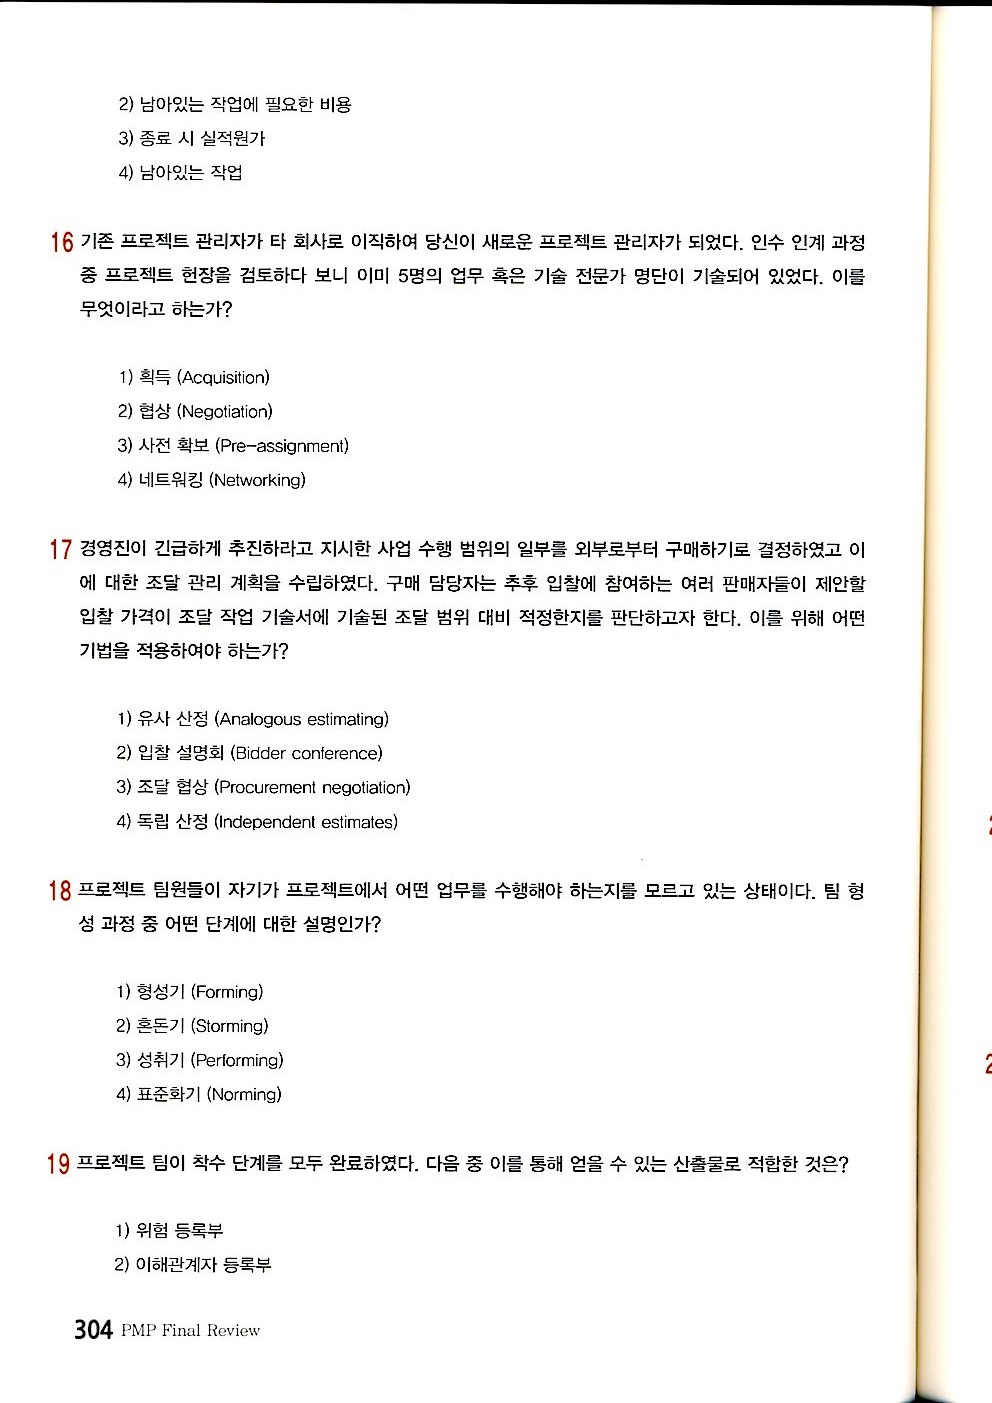 2) 남아있는 작업에 필요한 비용
3) 종료 시 실적원가
4) 남아있는 작업
16 기존 프로젝트 관리자가 타 회사로 이직하여 당신이 새로운 프로젝트 관리자가 되었다. 인수 인계 과정
중 프로젝트 헌장을 검토하다 보니 이미 5명의 업무 혹은 기술 전문가 명단이 기술되어 있었다. 이를
무엇이라고 하는가?
1) 획득 (Acquisition)
2) 협상 (Negotiation)
3) 사전 확보 (Pre-assignment)
4) 네트워킹 (Networking)
17 경영진이 긴급하게 추진하라고 지시한 사업 수행 범위의 일부를 외부로부터 구매하기로 결정하였고 이
에 대한 조달 관리 계획을 수립하였다. 구매 담당자는 추후 입찰에 참여하는 여러 판매자들이 제안할
입찰 가격이 조달 작업 기술서에 기술된 조달 범위 대비 적정한지를 판단하고자 한다. 이를 위해 어떤
기법을 적용하여야 하는가?
1) 유사 산정 (Analogous estimating)
2) 입찰 설명회 (Bidder conference)
3) 조달 협상 (Procurement negotiation)
4) 독립 산정 (Independent estimates)
18 프로젝트 팀원들이 자기가 프로젝트에서 어떤 업무를 수행해야 하는지를 모르고 있는 상태이다. 팀 형
성 과정 중 어떤 단계에 대한 설명인가?
1) 형성기 (Forming)
2) 혼돈기 (Storming)
3) 성취기 (Performing)
4) 표준화기 (Norming)
19 프로젝트 팀이 착수 단계를 모두 완료하였다. 다음 중 이를 통해 얻을 수 있는 산출물로 적합한 것은?
1) 위험 등록부
2) 이해관계자 등록부
304 PMP Final Review